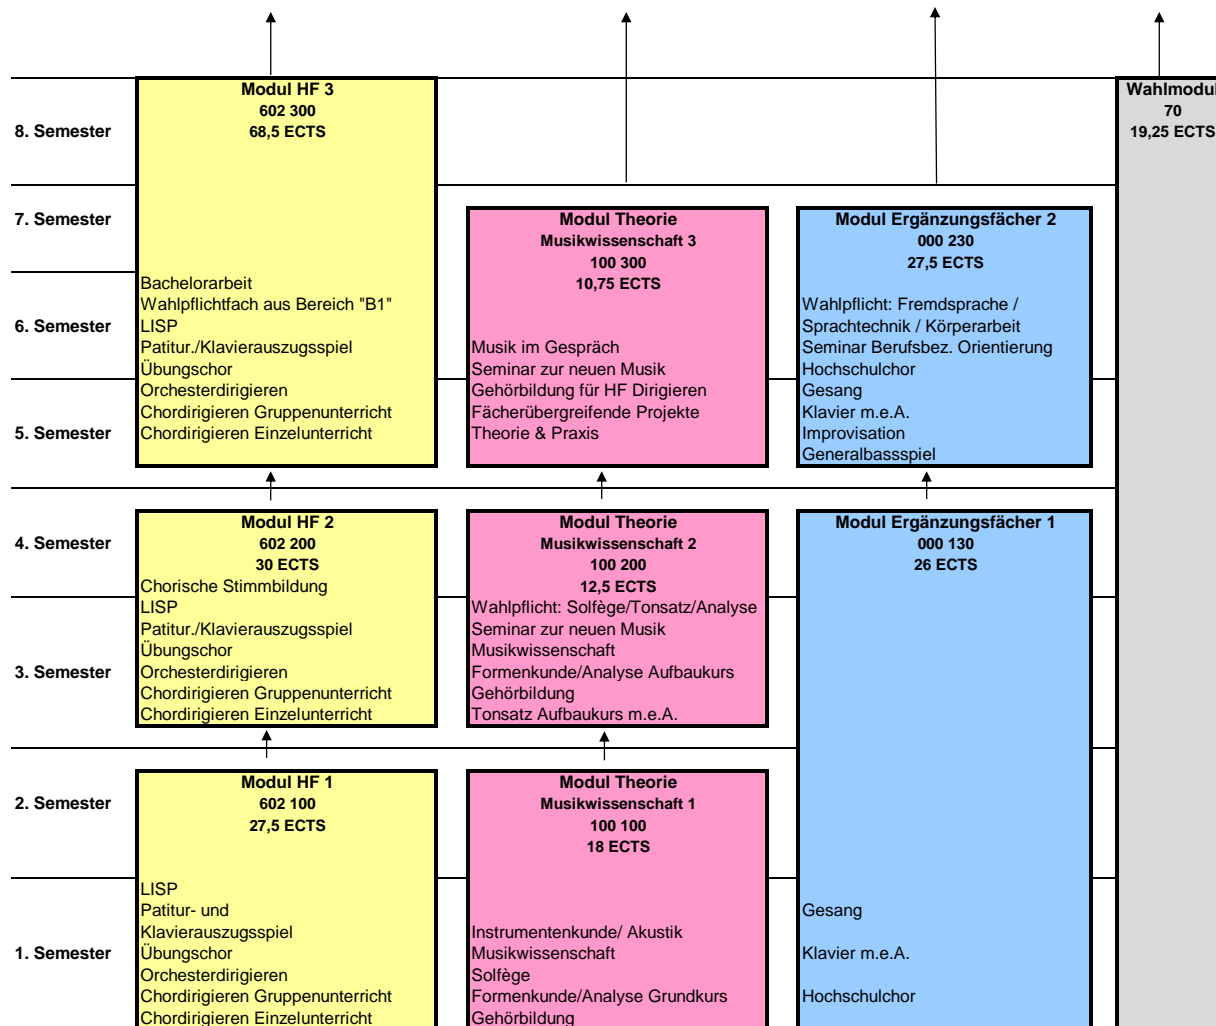 Modul HF 3
602 300
68,5 ECTS
Wahlmodul
70
19,25 ECTS
8. Semester
7. Semester
6. Semester
5. Semester
Bachelorarbeit
Wahlpflichtfach aus Bereich "B1"
LISP
Patitur./Klavierauszugsspiel
Übungschor
Orchesterdirigieren
Chordirigieren Gruppenunterricht
Chordirigieren Einzelunterricht
Modul Theorie
Musikwissenschaft 3
100 300
10,75 ECTS
Musik im Gespräch
Seminar zur neuen Musik
Gehörbildung für HF Dirigieren
Fächerübergreifende Projekte
Theorie & Praxis
Modul Ergänzungsfächer 2
000 230
27,5 ECTS
Wahlpflicht: Fremdsprache /
Sprachtechnik / Körperarbeit
Seminar Berufsbez. Orientierung
Hochschulchor
Gesang
Klavier m.e.A.
Improvisation
Generalbassspiel
4. Semester
3. Semester
Modul HF 2
602 200
30 ECTS
Chorische Stimmbildung
LISP
Patitur./Klavierauszugsspiel
Übungschor
Orchesterdirigieren
Chordirigieren Gruppenunterricht
Chordirigieren Einzelunterricht
Modul Theorie
Musikwissenschaft 2
100 200
12,5 ECTS
Wahlpflicht: Solfège/Tonsatz/Analyse
Seminar zur neuen Musik
Musikwissenschaft
Formenkunde/Analyse Aufbaukurs
Gehörbildung
Tonsatz Aufbaukurs m.e.A.
Modul Ergänzungsfächer 1
000 130
26 ECTS
2. Semester
1. Semester
Modul HF 1
602 100
27,5 ECTS
LISP
Patitur- und
Klavierauszugsspiel
Übungschor
Orchesterdirigieren
Chordirigieren Gruppenunterricht
Chordirigieren Einzelunterricht
Modul Theorie
Musikwissenschaft 1
100 100
18 ECTS
Instrumentenkunde/ Akustik
Musikwissenschaft
Solfège
Formenkunde/Analyse Grundkurs
Gehörbildung
Gesang
Klavier m.e.A.
Hochschulchor